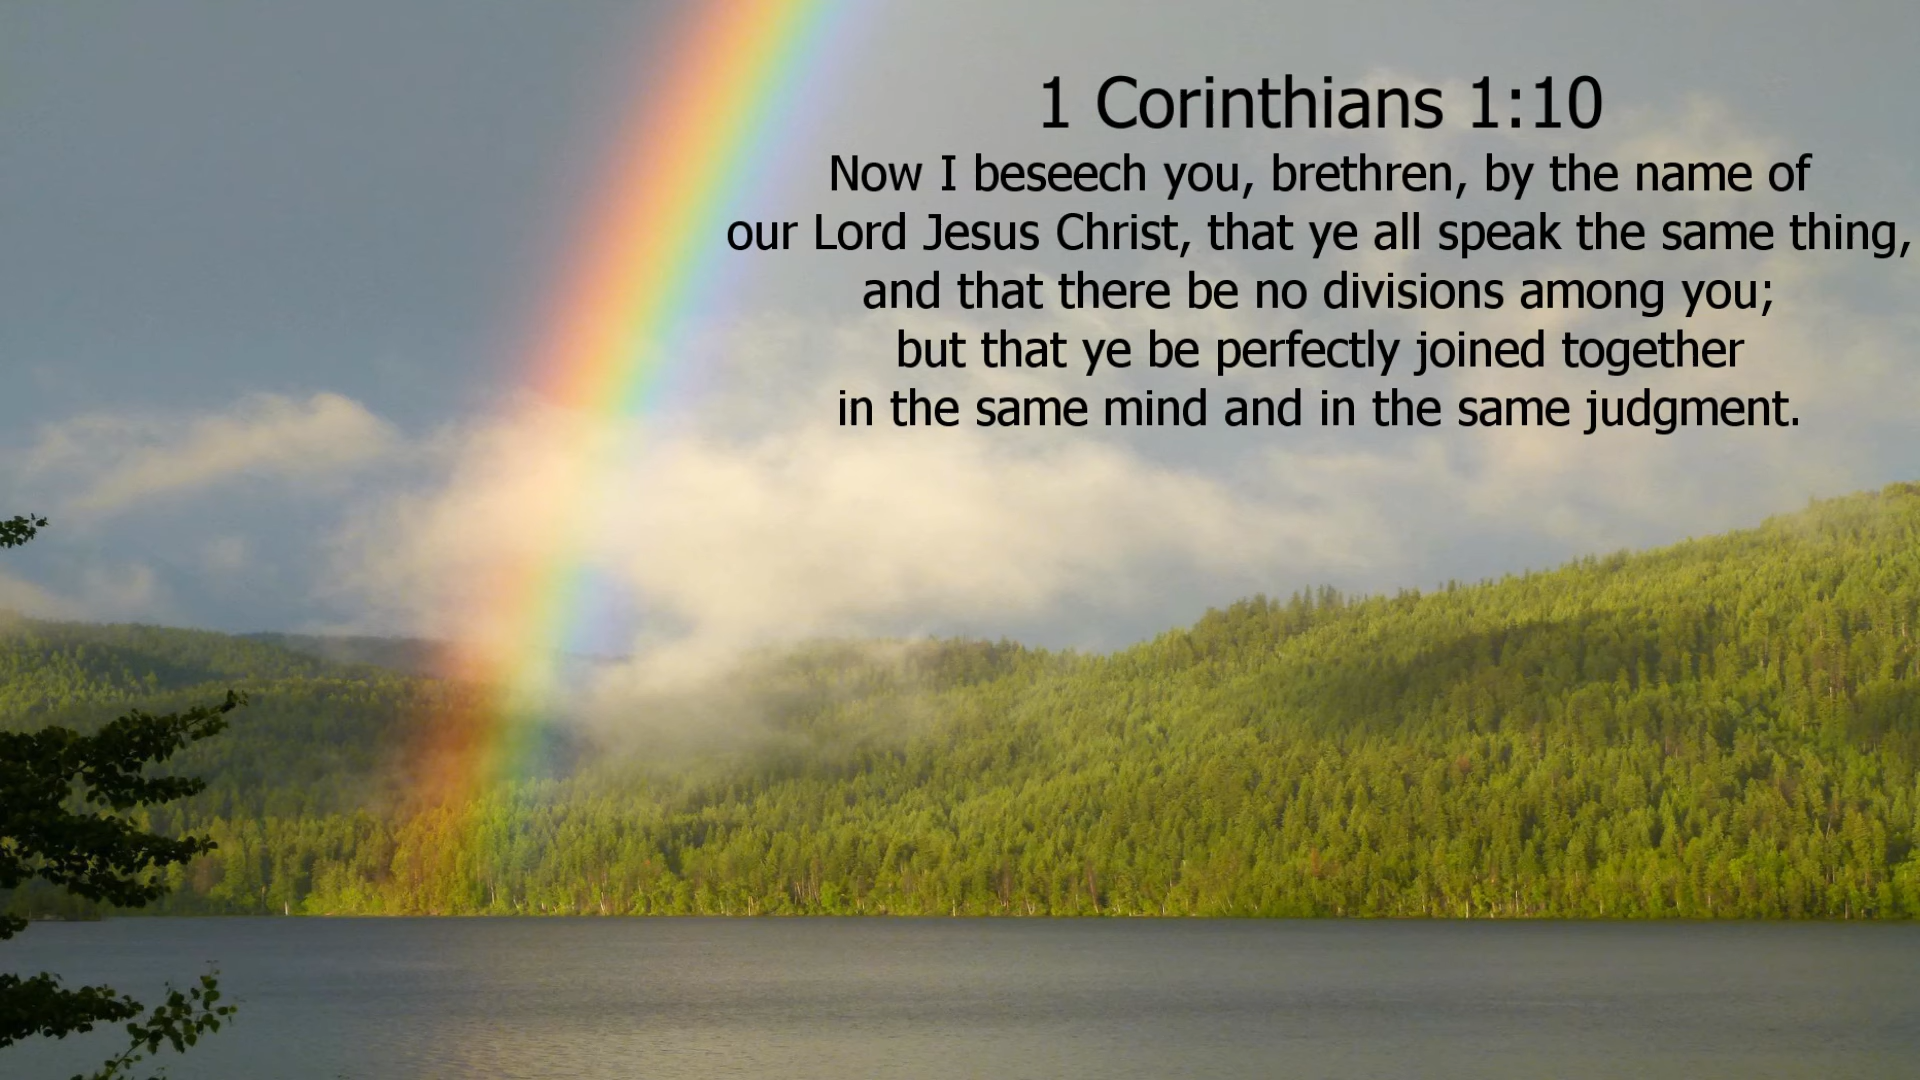 1 Corinthians 1:10
Now I beseech you, brethren, by the name of
our Lord Jesus Christ, that ye all speak the same thing,
and that there be no divisions among you;
but that ye be perfectly joined together
in the same mind and in the same judgment.